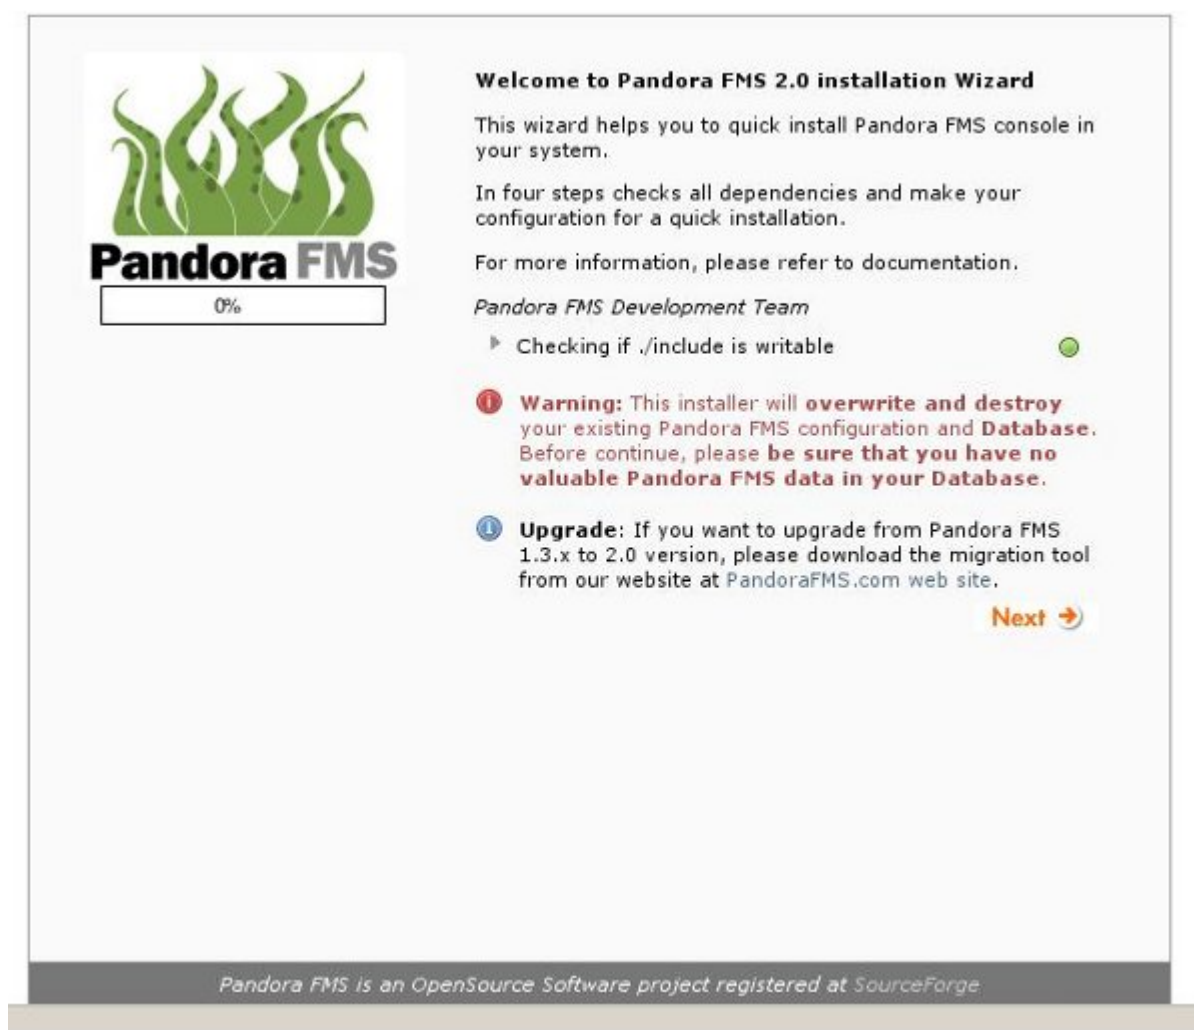 Welcome to Pandora FMS 2.0 installation Wizard
This wizard helps you to quick install Pandora FMS console in
your system.
In four steps checks all dependencies and make your
configuration for a quick installation.
For more information, please refer to documentation.
Pandora FMS Development Team
Checking if ./include is writable
Warning: This installer will overwrite and destroy
your existing Pandora FMS configuration and Database.
Before continue, please be sure that you have no
valuable Pandora FMS data in your Database.
Upgrade: If you want to upgrade from Pandora FMS
1.3.x to 2.0 version, please download the migration tool
from our website at PandoraFMS.com web site.
Next
Pandora FMS
0%
Pandora FMS is an OpenSource Software project registered at SourceForge